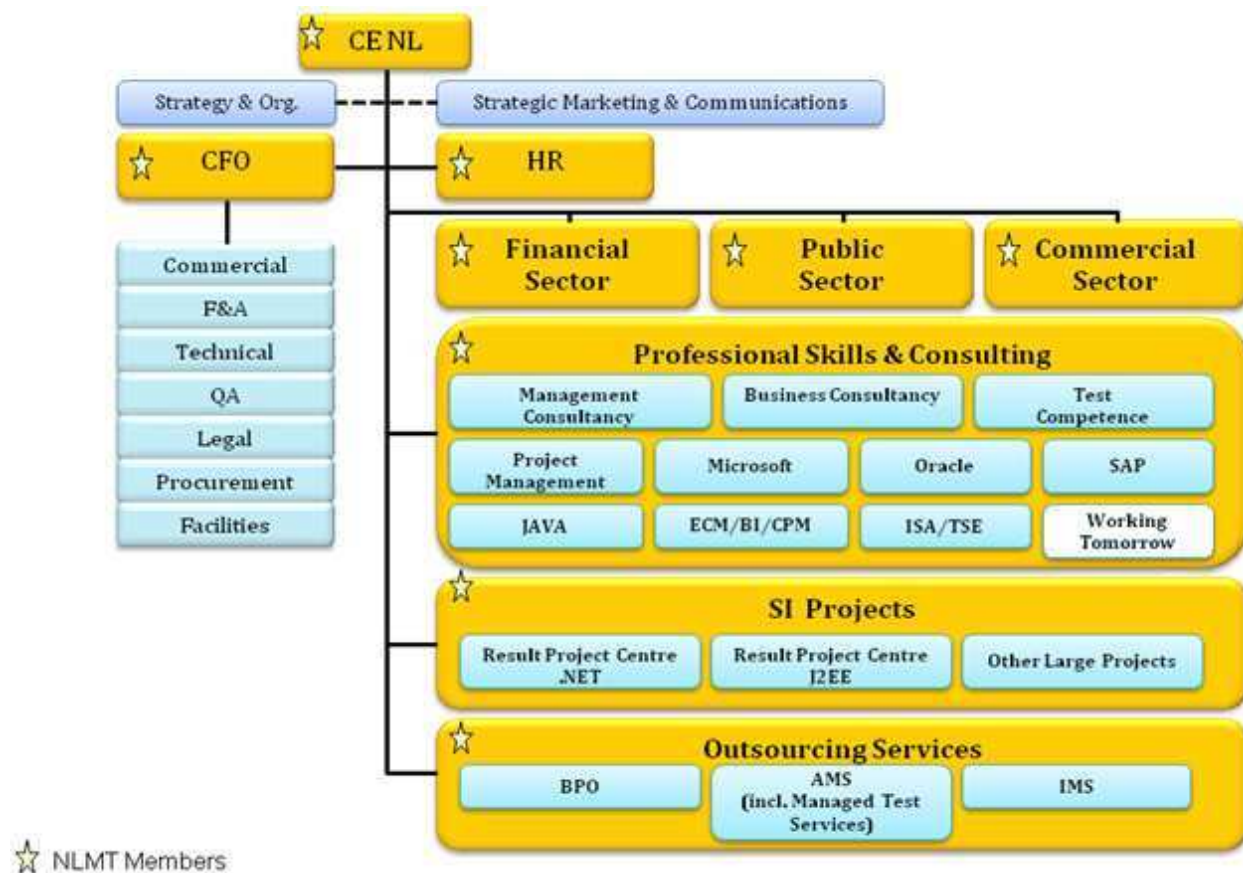 CE NL
Strategy & Org.
Strategic Marketing & Communications
CFO
HR
Commercial
F&A
Technical
QA
Legal
Procurement
Facilities
Financial
Sector
Public
Sector
Commercial
Sector
Professional Skills & Consulting
Management
Consultancy
Business Consultancy
Test
Competence
Project
Management
Microsoft
Oracle
SAP
JAVA
ECM/BI/CPM
ISA/TSE
Working
Tomorrow
SI Projects
Result Project Centre
.NET
Result Project Centre
J2EE
Other Large Projects
Outsourcing Services
BPO
AMS
(incl. Managed Test
Services)
IMS
NLMT Members